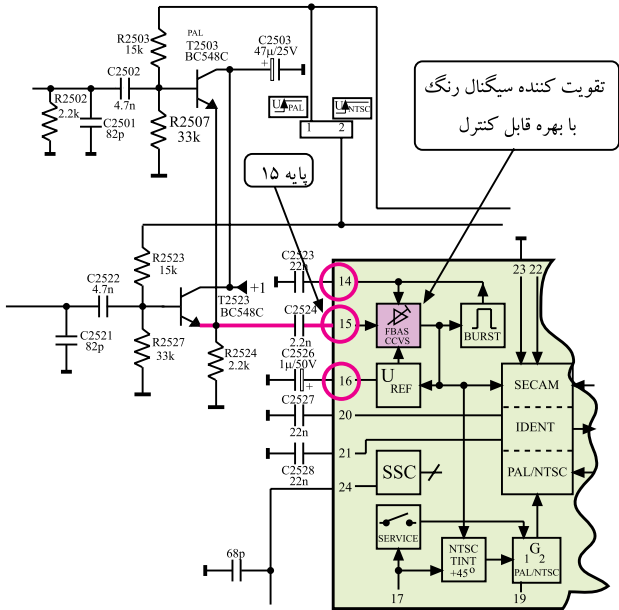 R2503
15k
PAL
T2503
BC548C
C2503
47µ/25V
+
C2502
4.7n
R2502
2.2k
C2501
82p
R2507
33k
U PAL
U NTSC
1 2
تقویت کننده سیگنال رنگ
با بهره قابل کنترل
پایه ۱۵
R2523
15k
C2522
4.7n
C2521
82p
R2527
33k
T2523
BC548C
+1
R2524
2.2k
C2523
22n
C2524
2.2n
C2526
1µ/50V
+
C2527
22n
C2528
22n
68p
14
15
16
20
21
24
23 22
FBAS
CCVS
BURST
U REF
SECAM
IDENT
PAL/NTSC
SSC
SERVICE
NTSC
TINT
+45°
G
1 2
PAL/NTSC
17
19